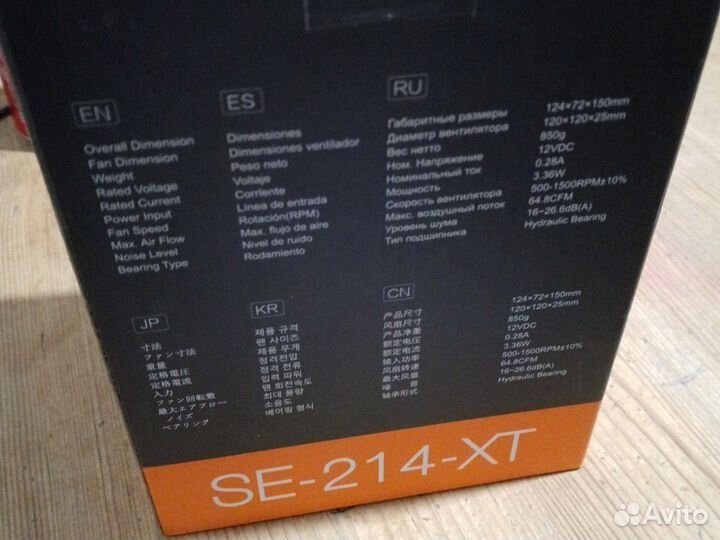 EN
Overall Dimension
Fan Dimension
Weight
Rated Voltage
Rated Current
Power Input
Fan Speed
Max. Air Flow
Noise Level
Bearing Type
ES
Dimensiones
Dimensiones ventilador
Peso neto
Voltaje
Corriente
Línea de entrada
Rotación(RPM)
Max. flujo de aire
Nivel de ruido
Rodamiento
RU
Габаритные размеры
Диаметр вентилятора
Вес нетто
Ном. Напряжение
Номинальный ток
Мощность
Скорость вентилятора
Макс. воздушный поток
Уровень шума
Тип подшипника
124×72×150mm
120×120×25mm
850g
12VDC
0.28A
3.36W
500-1500RPM±10%
64.8CFM
16~26.6dB(A)
Hydraulic Bearing
JP
寸法
ファン寸法
重量
定格電圧
定格電流
入力
ファン回転数
最大エアフロー
ノイズ
ベアリング
KR
제품 규격
팬 사이즈
제품 무게
정격전압
정격 전류
입력 파워
팬 회전속도
최대 풍량
소음도
베어링 형식
CN
产品尺寸
风扇尺寸
产品净重
额定电压
额定电流
输入功率
风扇转速
最大风量
噪 音
轴承形式
124×72×150mm
120×120×25mm
850g
12VDC
0.28A
3.36W
500-1500RPM±10%
64.8CFM
16~26.6dB(A)
Hydraulic Bearing
SE-214-XT
Avito